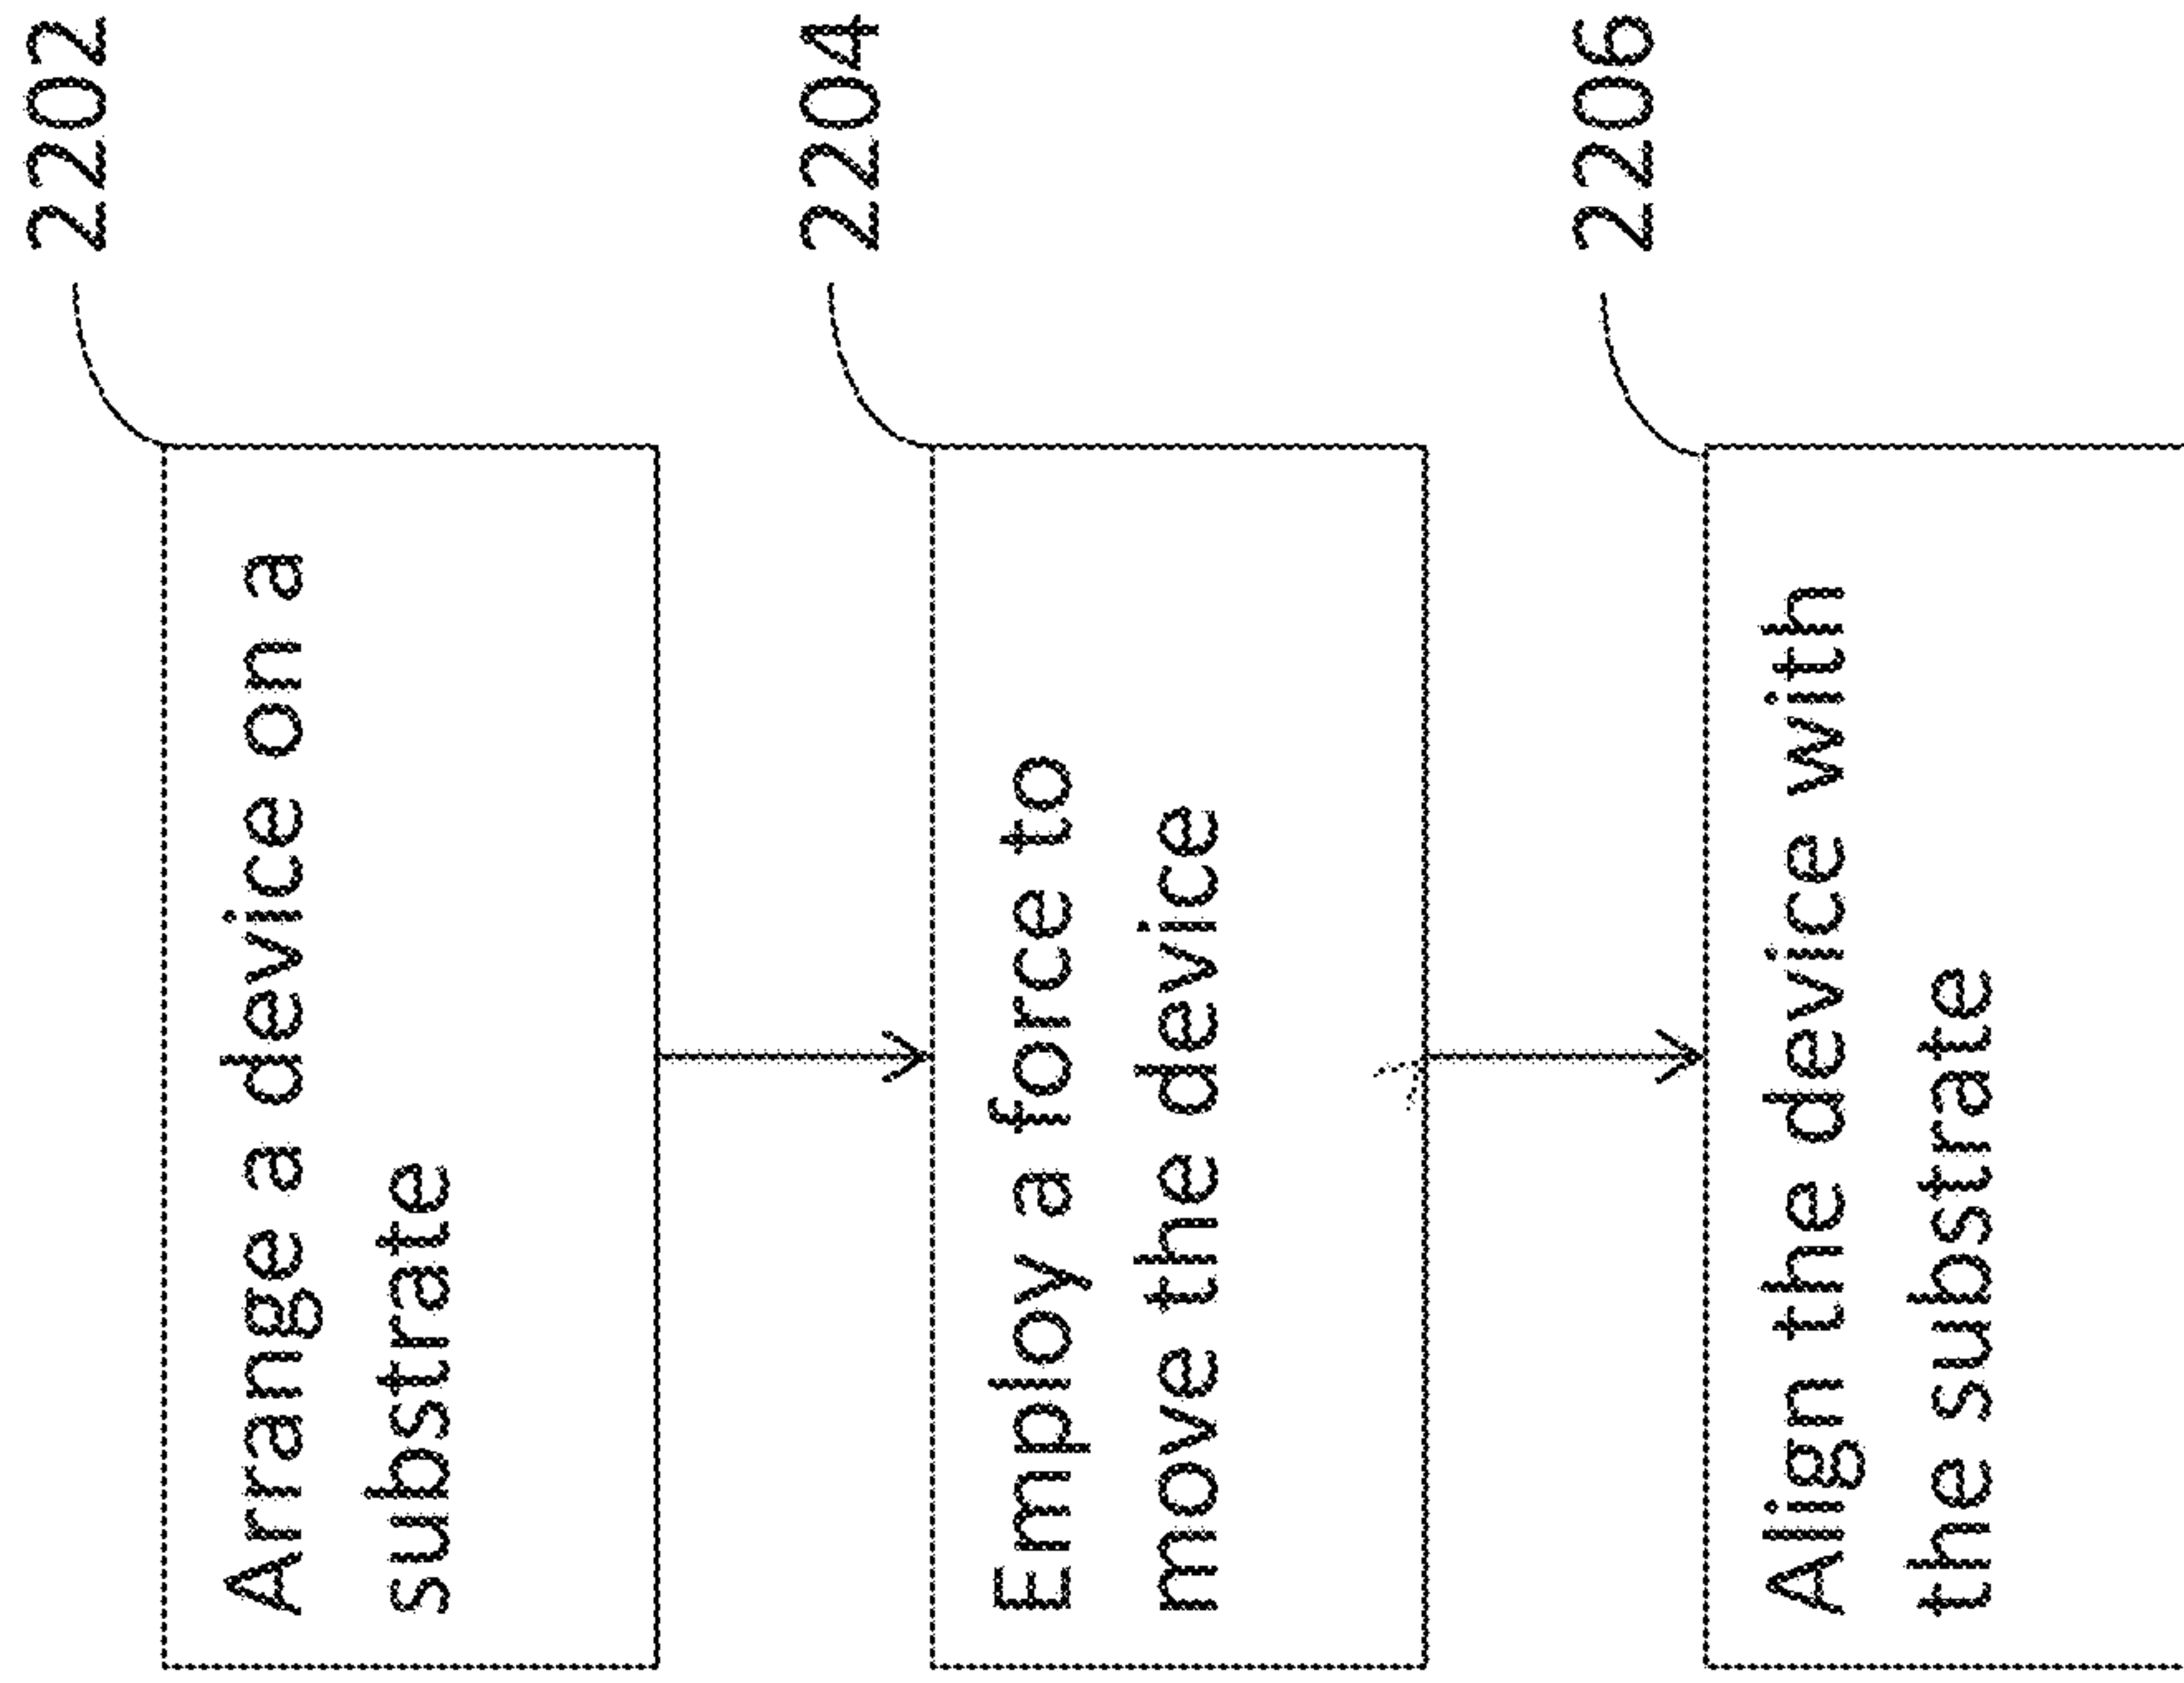 2202
Arrange a device on a
substrate
2204
Employ a force to
move the device
2206
Align the device with
the substrate